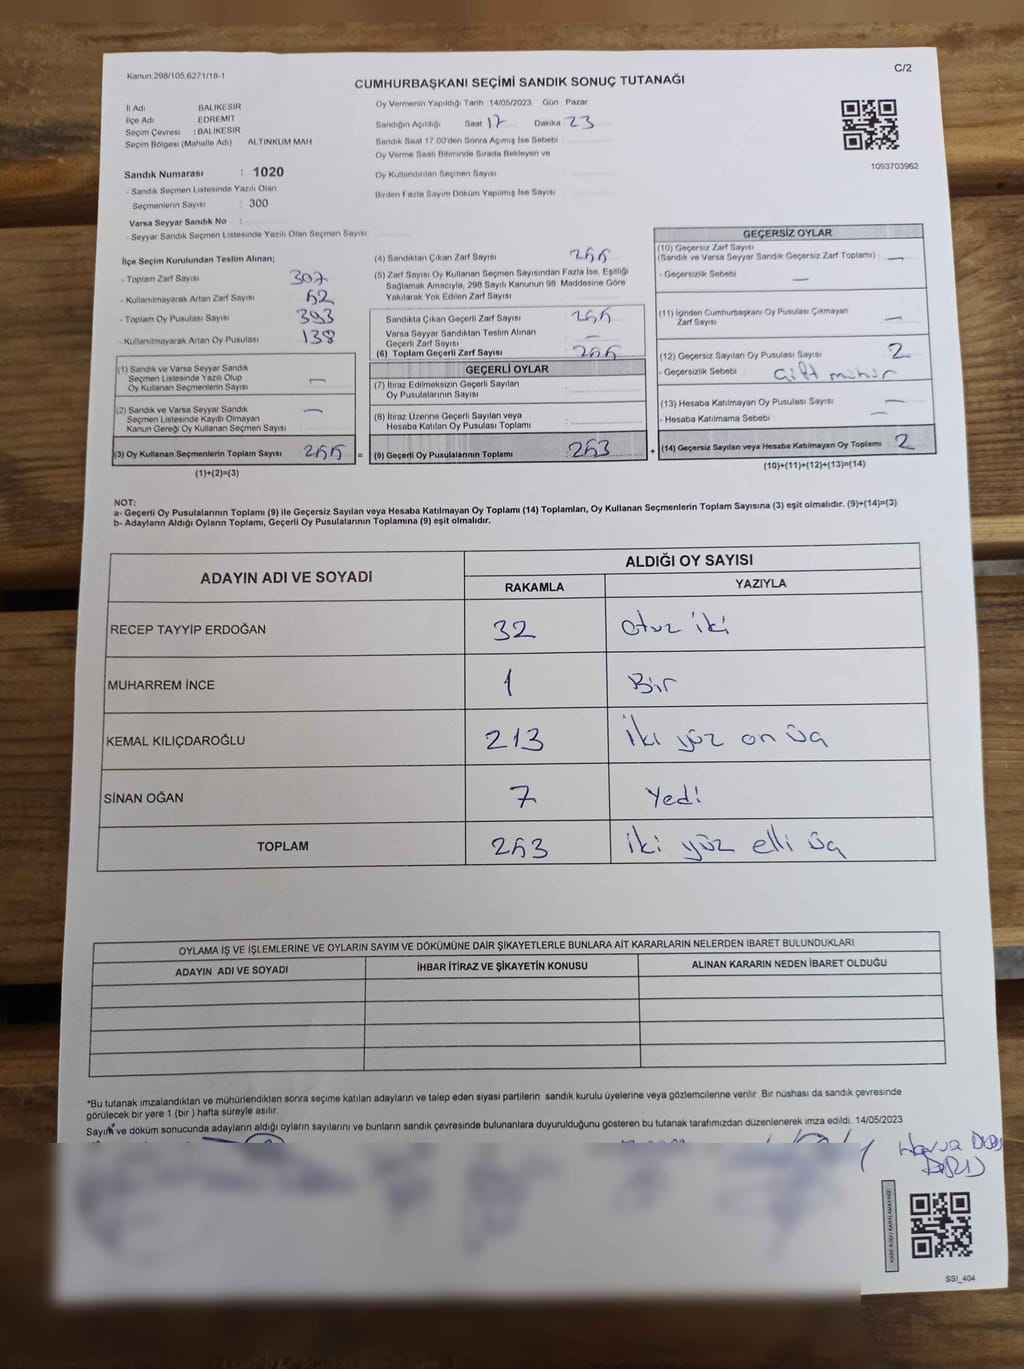 Kanun:298/105,6271/18-1
C/2
CUMHURBAŞKANI SEÇİMİ SANDIK SONUÇ TUTANAĞI
İl Adı BALIKESİR
İlçe Adı EDREMİT
Seçim Çevresi : BALIKESİR
Seçim Bölgesi (Mahalle Adı) ALTINKUM MAH
Sandık Numarası : 1020
- Sandık Seçmen Listesinde Yazılı Olan
Seçmenlerin Sayısı : 300
Varsa Seyyar Sandık No :
- Seyyar Sandık Seçmen Listesinde Yazılı Olan Seçmen Sayısı
Oy Vermenin Yapıldığı Tarih :14/05/2023 Gün : Pazar
Sandığın Açıldığı Saat 17 Dakika 23
Sandık Saat 17.00'den Sonra Açmış İse Sebebi
Oy Verme Saati Bitiminde Sırada Bekleyen ve
Oy Kullandırılan Seçmen Sayısı
Birden Fazla Sayım Döküm Yapılmış İse Sayısı
1093703962
İlçe Seçim Kurulundan Teslim Alınan;
- Toplam Zarf Sayısı 307
- Kullanılmayarak Artan Zarf Sayısı 52
- Toplam Oy Pusulası Sayısı 393
- Kullanılmayarak Artan Oy Pusulası 138
(1) Sandık ve Varsa Seyyar Sandık
Seçmen Listesinde Yazılı Olup
Oy Kullanan Seçmenlerin Sayısı —
(2) Sandık ve Varsa Seyyar Sandık
Seçmen Listesinde Kayıtlı Olmayan
Kanun Gereği Oy Kullanan Seçmen Sayısı —
(3) Oy Kullanan Seçmenlerin Toplam Sayısı 255 =
(1)+(2)=(3)
(4) Sandıktan Çıkan Zarf Sayısı 255
(5) Zarf Sayısı Oy Kullanan Seçmen Sayısından Fazla İse, Eşitliği
Sağlamak Amacıyla, 298 Sayılı Kanunun 98. Maddesine Göre
Yakılarak Yok Edilen Zarf Sayısı
Sandıkta Çıkan Geçerli Zarf Sayısı 255
Varsa Seyyar Sandıktan Teslim Alınan
Geçerli Zarf Sayısı —
(6) Toplam Geçerli Zarf Sayısı 255
GEÇERLİ OYLAR
(7) İtiraz Edilmeksizin Geçerli Sayılan
Oy Pusulalarının Sayısı :
(8) İtiraz Üzerine Geçerli Sayılan veya
Hesaba Katılan Oy Pusulası Toplamı :
(9) Geçerli Oy Pusulalarının Toplamı :253 +
GEÇERSİZ OYLAR
(10) Geçersiz Zarf Sayısı
(Sandık ve Varsa Seyyar Sandık Geçersiz Zarf Toplamı) —
- Geçersizlik Sebebi —
(11) İçinden Cumhurbaşkanı Oy Pusulası Çıkmayan
Zarf Sayısı —
(12) Geçersiz Sayılan Oy Pusulası Sayısı 2
- Geçersizlik Sebebi Çift mühür
(13) Hesaba Katılmayan Oy Pusulası Sayısı —
- Hesaba Katılmama Sebebi : —
(14) Geçersiz Sayılan veya Hesaba Katılmayan Oy Toplamı 2
(10)+(11)+(12)+(13)=(14)
NOT:
a- Geçerli Oy Pusulalarının Toplamı (9) ile Geçersiz Sayılan veya Hesaba Katılmayan Oy Toplamı (14) Toplamları, Oy Kullanan Seçmenlerin Toplam Sayısına (3) eşit olmalıdır. (9)+(14)=(3)
b- Adayların Aldığı Oyların Toplamı, Geçerli Oy Pusulalarının Toplamına (9) eşit olmalıdır.
ADAYIN ADI VE SOYADI
ALDIĞI OY SAYISI
RAKAMLA YAZIYLA
RECEP TAYYİP ERDOĞAN 32 otuz iki
MUHARREM İNCE 1 Bir
KEMAL KILIÇDAROĞLU 213 iki yüz on üç
SİNAN OĞAN 7 Yedi
TOPLAM 253 iki yüz elli üç
OYLAMA İŞ VE İŞLEMLERİNE VE OYLARIN SAYIM VE DÖKÜMÜNE DAİR ŞİKAYETLERLE BUNLARA AİT KARARLARIN NELERDEN İBARET BULUNDUKLARI
ADAYIN ADI VE SOYADI İHBAR İTİRAZ VE ŞİKAYETİN KONUSU ALINAN KARARIN NEDEN İBARET OLDUĞU
*Bu tutanak imzalandıktan ve mühürlendikten sonra seçime katılan adayların ve talep eden siyasi partilerin sandık kurulu üyelerine veya gözlemcilerine verilir. Bir nüshası da sandık çevresinde
görülecek bir yere 1 (bir ) hafta süreyle asılır.
Sayım ve döküm sonucunda adayların aldığı oyların sayılarını ve bunların sandık çevresinde bulunanlara duyurulduğunu gösteren bu tutanak tarafımızdan düzenlenerek imza edildi. 14/05/2023
SSI_404